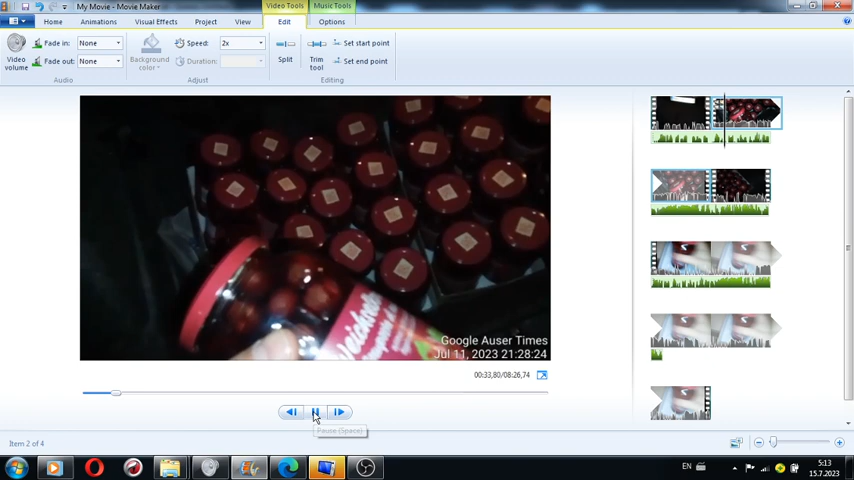 My Movie - Movie Maker
Video Tools
Music Tools
Home
Animations
Visual Effects
Project
View
Edit
Options
Video volume
Fade in: None
Fade out: None
Audio
Background color
Speed: 2x
Duration:
Adjust
Split
Trim tool
Set start point
Set end point
Editing
Weichseln
Google Auser Times
Jul 11, 2023 21:28:24
00:33,80/08:26,74
Pause (Space)
Item 2 of 4
EN
5:13
15.7.2023